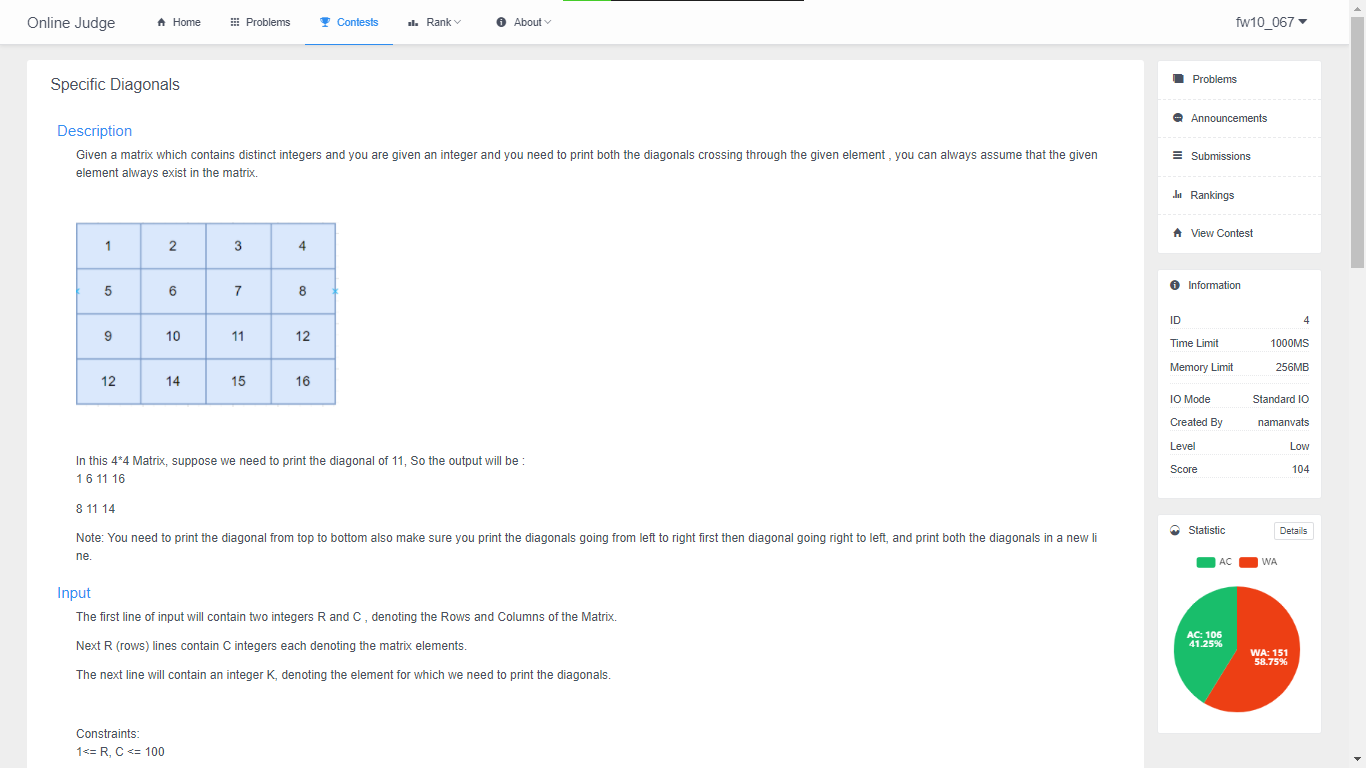 Online Judge
Home
Problems
Contests
Rank
About
fw10_067
Specific Diagonals
Description
Given a matrix which contains distinct integers and you are given an integer and you need to print both the diagonals crossing through the given element , you can always assume that the given
element always exist in the matrix.
1 2 3 4
5 6 7 8
9 10 11 12
12 14 15 16
In this 4*4 Matrix, suppose we need to print the diagonal of 11, So the output will be :
1 6 11 16
8 11 14
Note: You need to print the diagonal from top to bottom also make sure you print the diagonals going from left to right first then diagonal going right to left, and print both the diagonals in a new li
ne.
Input
The first line of input will contain two integers R and C , denoting the Rows and Columns of the Matrix.
Next R (rows) lines contain C integers each denoting the matrix elements.
The next line will contain an integer K, denoting the element for which we need to print the diagonals.
Constraints:
1<= R, C <= 100
Problems
Announcements
Submissions
Rankings
View Contest
Information
ID 4
Time Limit 1000MS
Memory Limit 256MB
IO Mode Standard IO
Created By namanvats
Level Low
Score 104
Statistic Details
AC WA
AC: 106
41.25%
WA: 151
58.75%